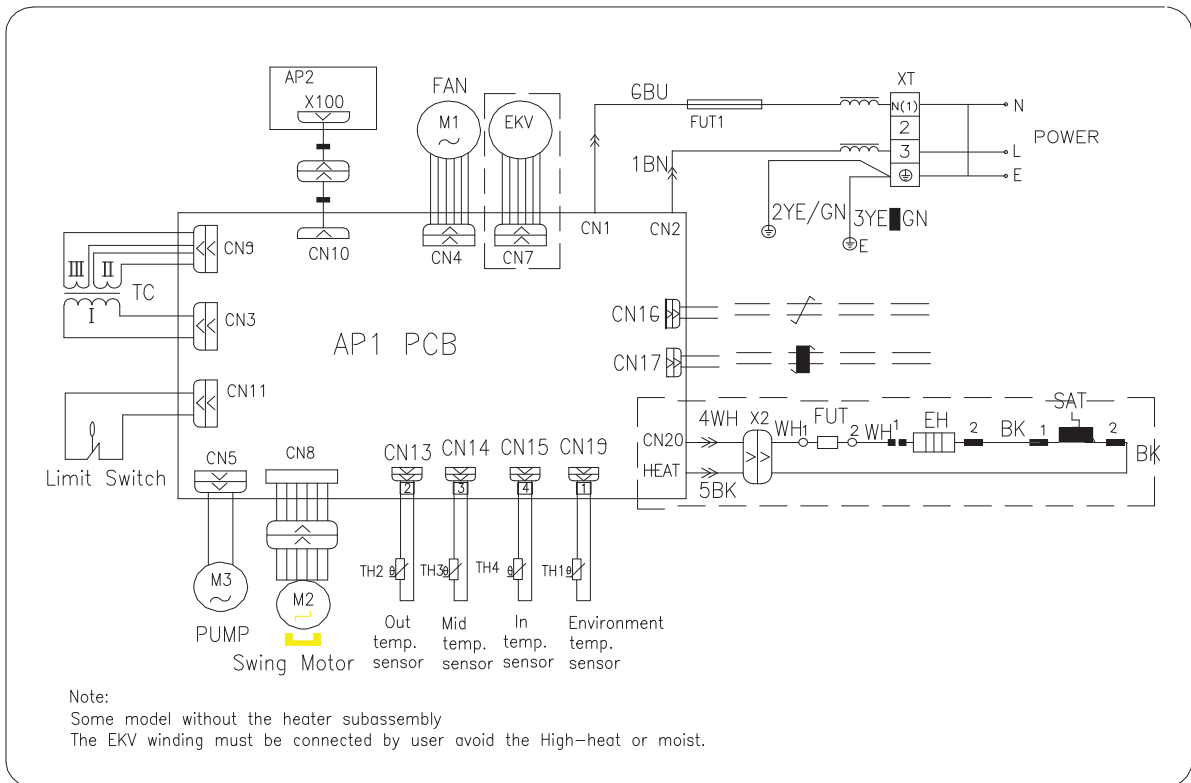 AP2
X100
FAN
M1
EKV
6BU
FUT1
XT
N(1)
2
3
N
L
E
POWER
1BN
2YE/GN
3YE GN
E
CN1
CN2
CN10
CN4
CN7
CN9
III
II
TC
I
CN3
CN11
Limit Switch
AP1 PCB
CN16
CN17
4WH
X2
WH
1
FUT
2
WH
1
EH
2
BK
1
SAT
2
BK
CN20
HEAT
5BK
CN5
CN8
CN13
CN14
CN15
CN19
2
3
4
1
TH2
θ
TH3
θ
TH4
θ
TH1
θ
M3
PUMP
M2
Swing Motor
Out
temp.
sensor
Mid
temp.
sensor
In
temp.
sensor
Environment
temp.
sensor
Note:
Some model without the heater subassembly
The EKV winding must be connected by user avoid the High-heat or moist.